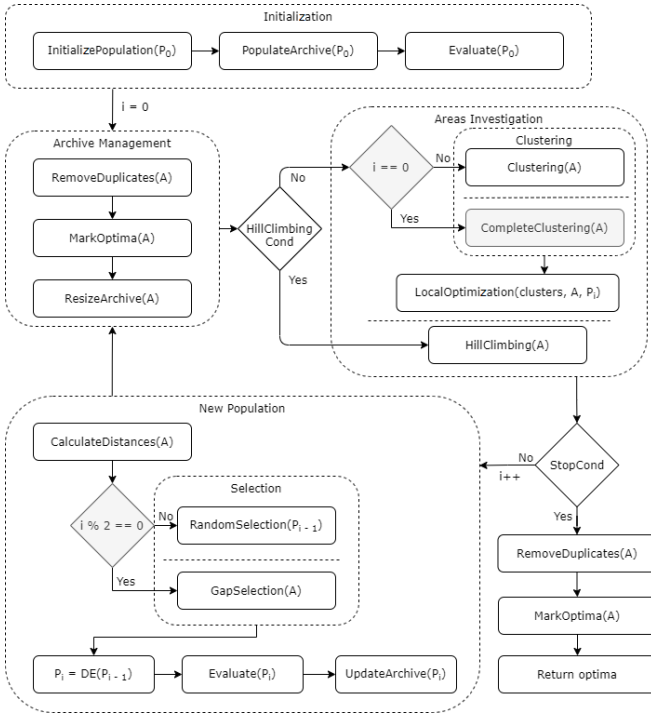 Initialization
InitializePopulation(P₀)
PopulateArchive(P₀)
Evaluate(P₀)
i = 0
Archive Management
RemoveDuplicates(A)
MarkOptima(A)
ResizeArchive(A)
HillClimbing
Cond
No
Yes
Areas Investigation
i == 0
No
Yes
Clustering
Clustering(A)
CompleteClustering(A)
LocalOptimization(clusters, A, Pᵢ)
HillClimbing(A)
StopCond
No
i++
Yes
RemoveDuplicates(A)
MarkOptima(A)
Return optima
New Population
CalculateDistances(A)
i % 2 == 0
No
Yes
Selection
RandomSelection(Pᵢ ₋ ₁)
GapSelection(A)
Pᵢ = DE(Pᵢ ₋ ₁)
Evaluate(Pᵢ)
UpdateArchive(Pᵢ)